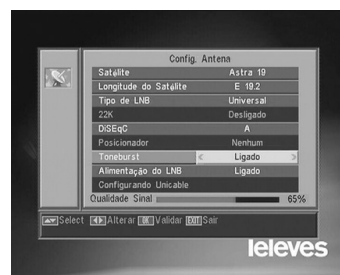 Config. Antena
Satélite Astra 19
Longitude do Satélite E 19.2
Tipo de LNB Universal
22K Desligado
DiSEqC A
Posicionador Nenhum
Toneburst Ligado
Alimentação do LNB Ligado
Configurando Unicable
Qualidade Sinal 65%
Select Alterar OK Validar EXIT Sair
televes